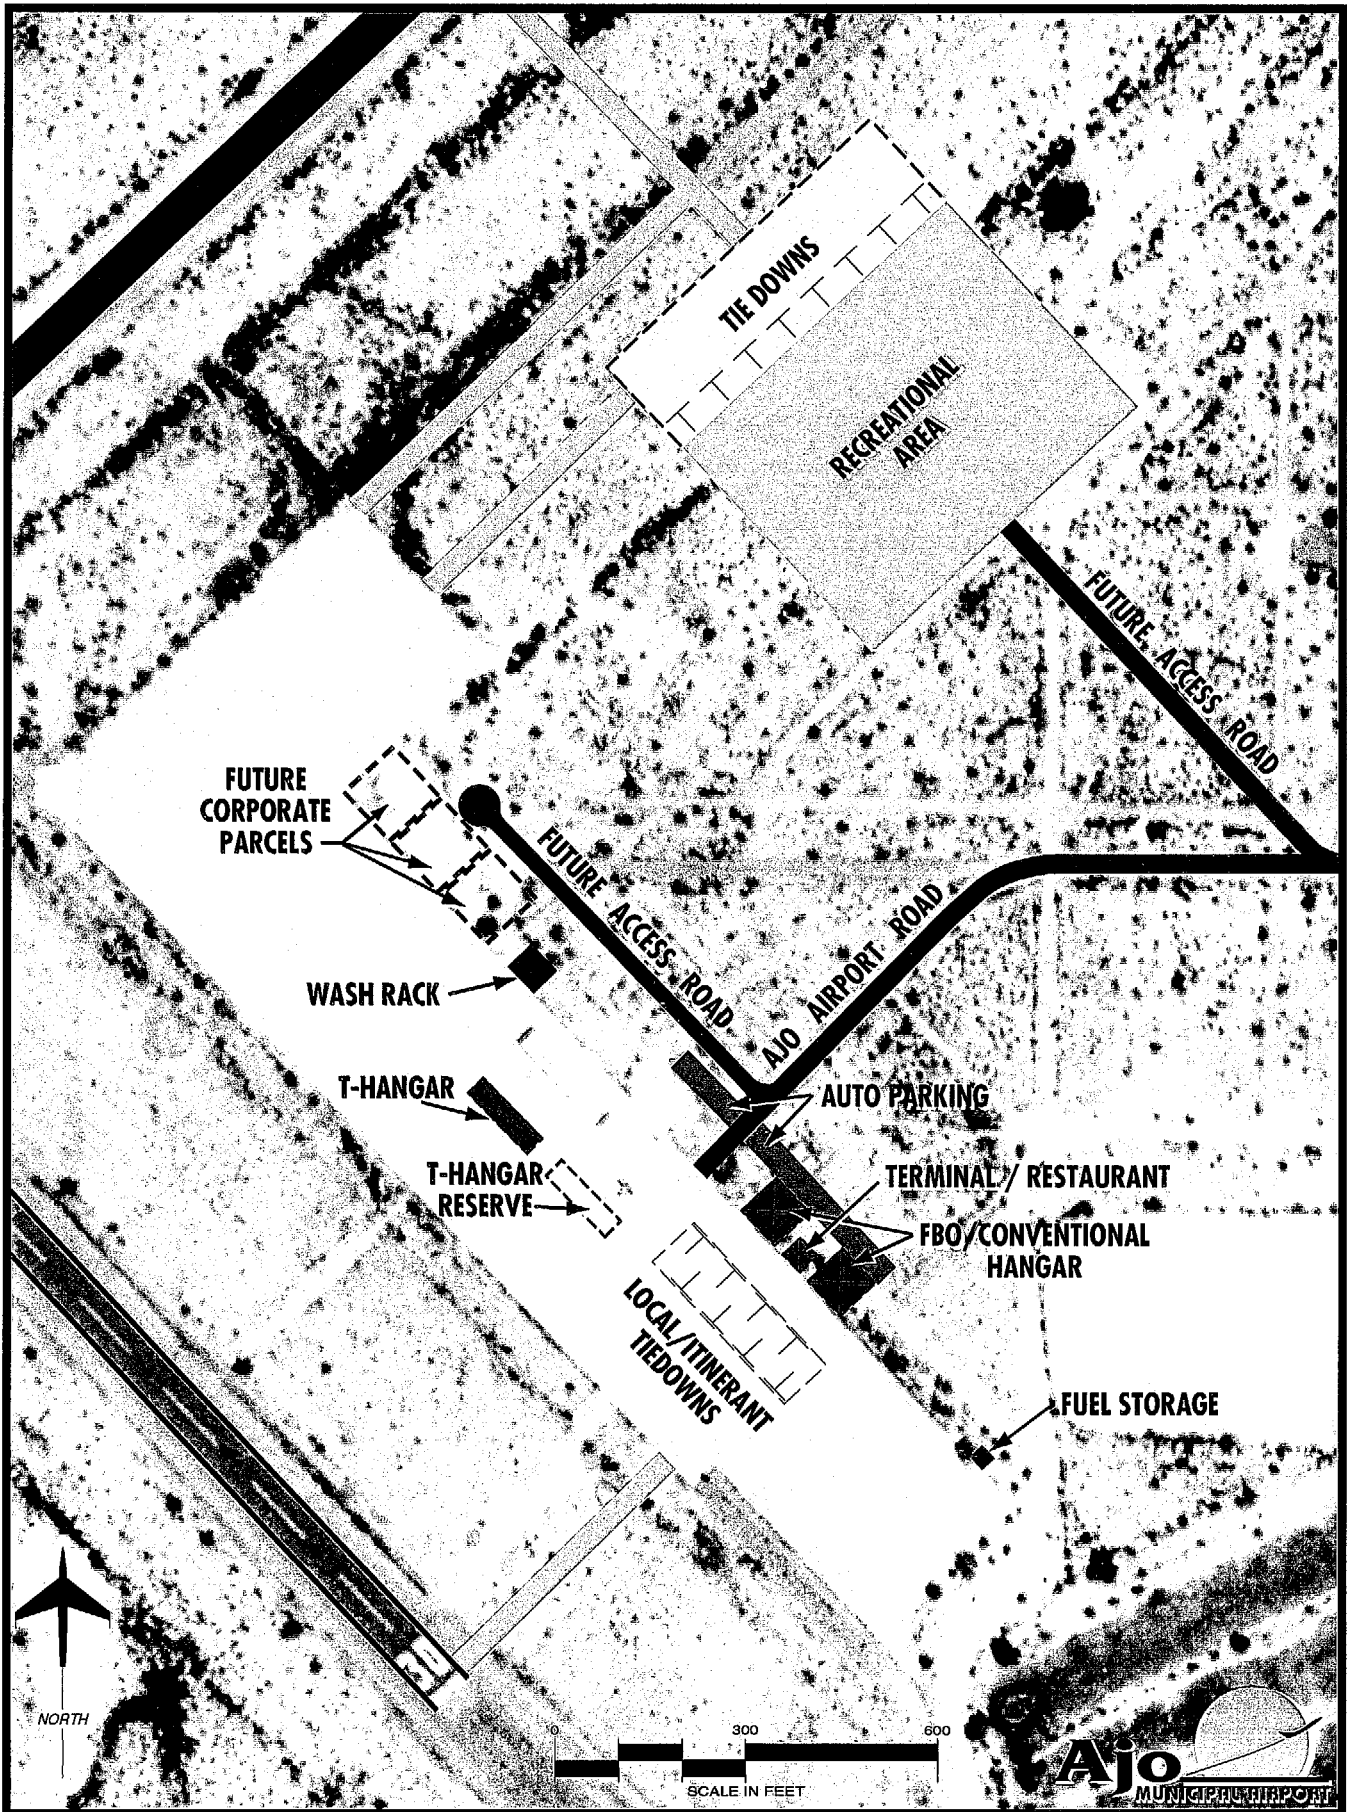 TIE DOWNS
RECREATIONAL
AREA
FUTURE ACCESS ROAD
FUTURE
CORPORATE
PARCELS
FUTURE ACCESS ROAD
AJO AIRPORT ROAD
WASH RACK
T-HANGAR
AUTO PARKING
T-HANGAR
RESERVE
TERMINAL / RESTAURANT
FBO/CONVENTIONAL
HANGAR
LOCAL/ITINERANT
TIEDOWNS
FUEL STORAGE
NORTH
0 300 600
SCALE IN FEET
Ajo
MUNICIPAL AIRPORT